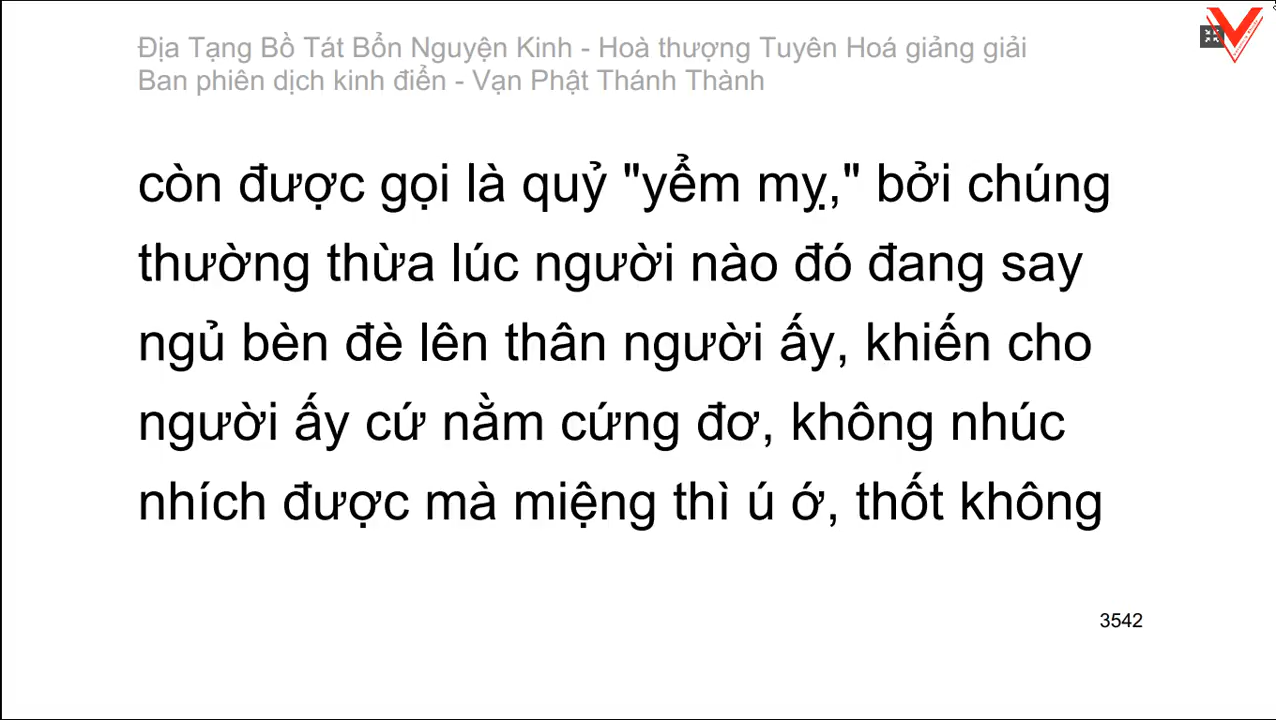 Địa Tạng Bồ Tát Bổn Nguyện Kinh - Hoà thượng Tuyên Hoá giảng giải
Ban phiên dịch kinh điển - Vạn Phật Thánh Thành
còn được gọi là quỷ "yểm mỵ," bởi chúng
thường thừa lúc người nào đó đang say
ngủ bèn đè lên thân người ấy, khiến cho
người ấy cứ nằm cứng đơ, không nhúc
nhích được mà miệng thì ú ớ, thốt không
3542